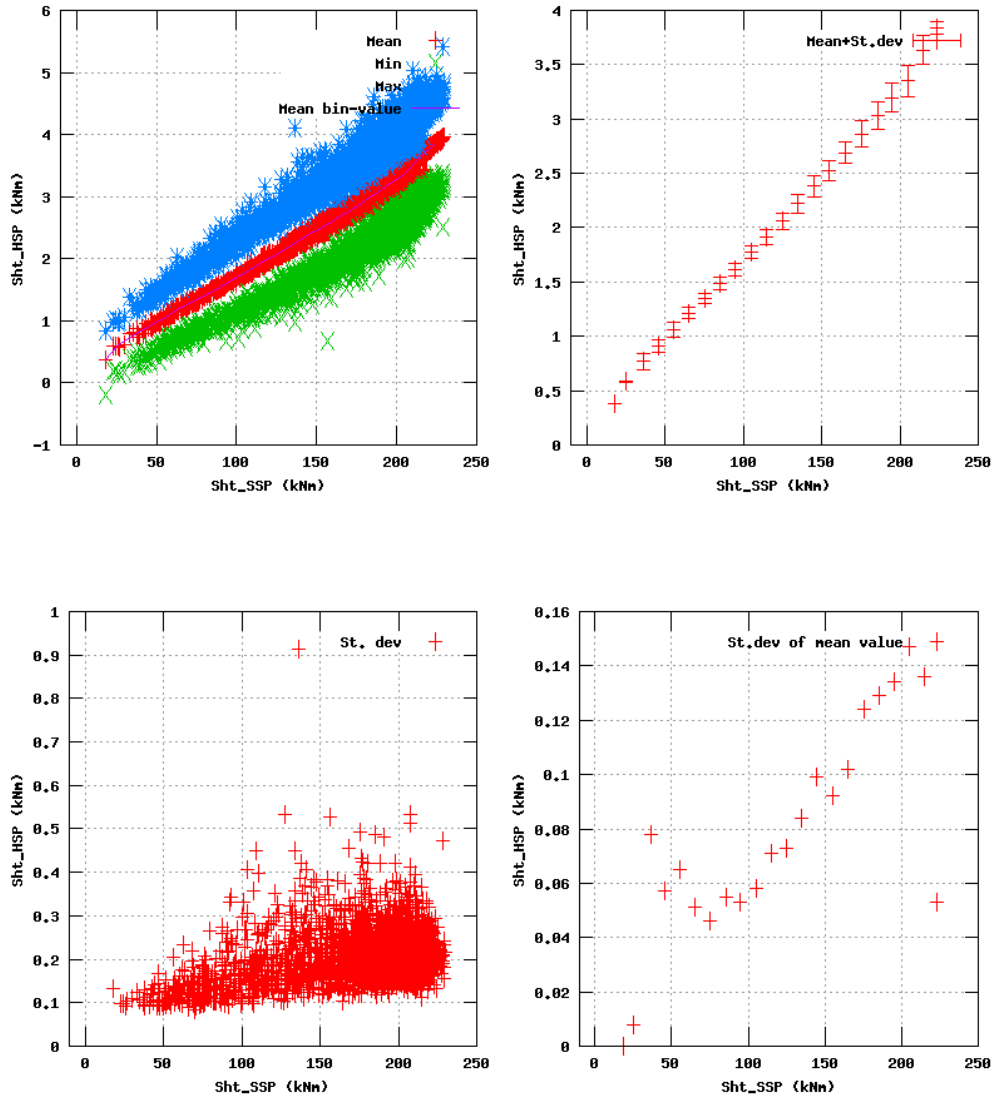 6
5
4
3
2
1
0
-1
0 50 100 150 200 250
Sht_HSP (kNm)
Sht_SSP (kNm)
Mean
Min
Max
Mean bin-value
4
3.5
3
2.5
2
1.5
1
0.5
0
0 50 100 150 200 250
Sht_HSP (kNm)
Sht_SSP (kNm)
Mean+St.dev
1
0.9
0.8
0.7
0.6
0.5
0.4
0.3
0.2
0.1
0
0 50 100 150 200 250
Sht_HSP (kNm)
Sht_SSP (kNm)
St. dev
0.16
0.14
0.12
0.1
0.08
0.06
0.04
0.02
0
0 50 100 150 200 250
Sht_HSP (kNm)
Sht_SSP (kNm)
St.dev of mean value